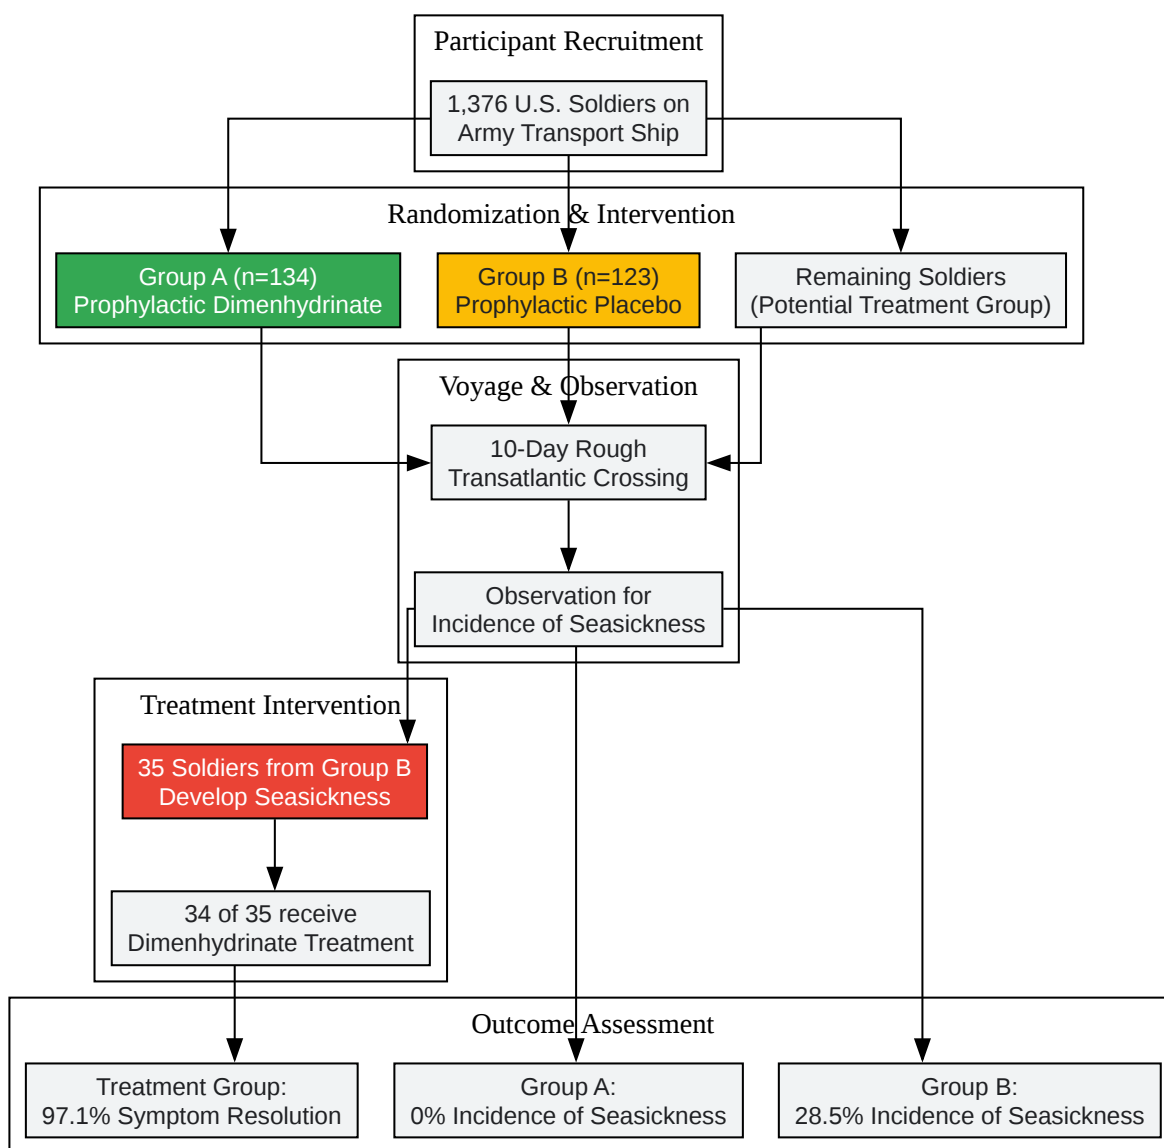 Participant Recruitment
1,376 U.S. Soldiers on
Army Transport Ship
Randomization & Intervention
Group A (n=134)
Prophylactic Dimenhydrinate
Group B (n=123)
Prophylactic Placebo
Remaining Soldiers
(Potential Treatment Group)
Voyage & Observation
10-Day Rough
Transatlantic Crossing
Observation for
Incidence of Seasickness
Treatment Intervention
35 Soldiers from Group B
Develop Seasickness
34 of 35 receive
Dimenhydrinate Treatment
Outcome Assessment
Treatment Group:
97.1% Symptom Resolution
Group A:
0% Incidence of Seasickness
Group B:
28.5% Incidence of Seasickness